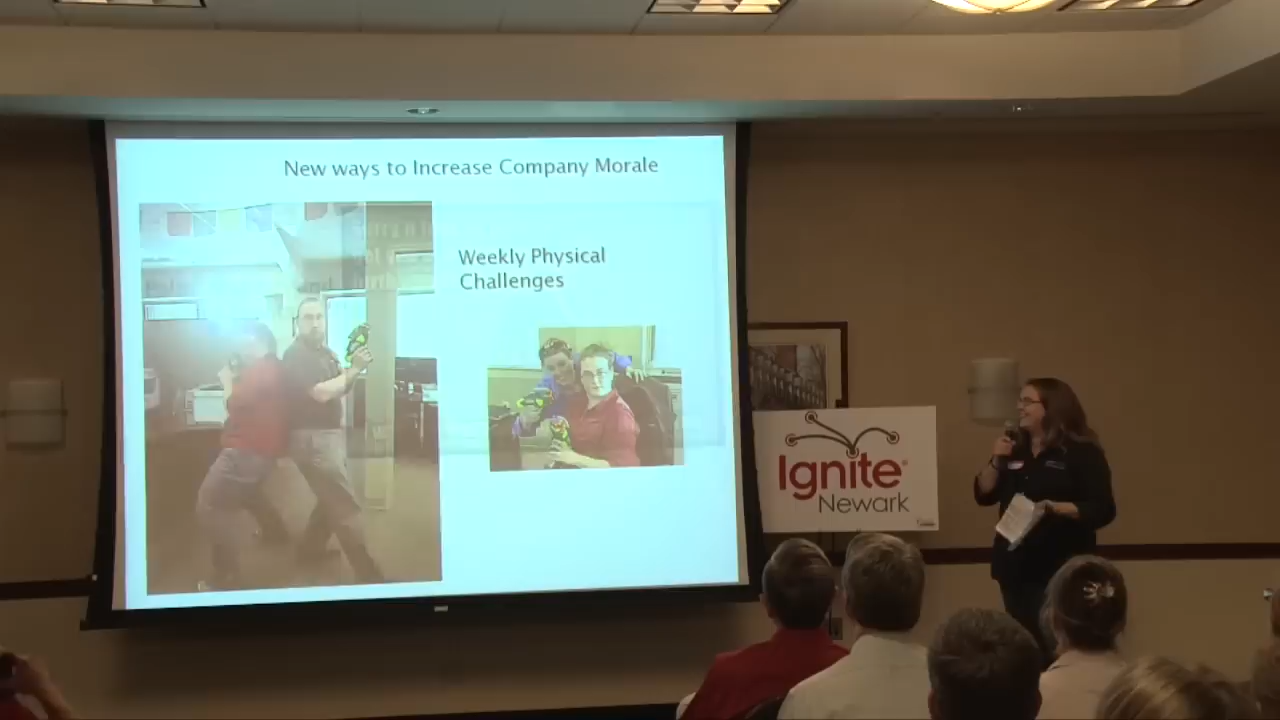 New ways to Increase Company Morale
Weekly Physical
Challenges
Ignite
Newark